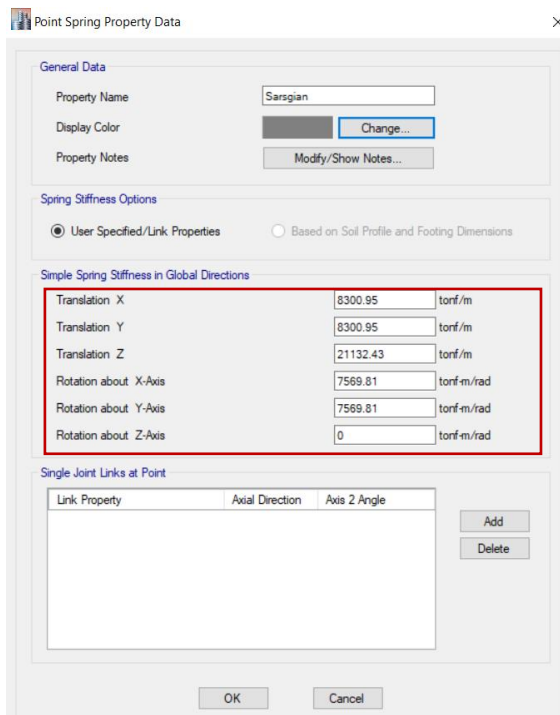 Point Spring Property Data
General Data
Property Name Sarsgian
Display Color Change...
Property Notes Modify/Show Notes...
Spring Stiffness Options
User Specified/Link Properties Based on Soil Profile and Footing Dimensions
Simple Spring Stiffness in Global Directions
Translation X 8300.95 tonf/m
Translation Y 8300.95 tonf/m
Translation Z 21132.43 tonf/m
Rotation about X-Axis 7569.81 tonf-m/rad
Rotation about Y-Axis 7569.81 tonf-m/rad
Rotation about Z-Axis 0 tonf-m/rad
Single Joint Links at Point
Link Property Axial Direction Axis 2 Angle
Add
Delete
OK Cancel